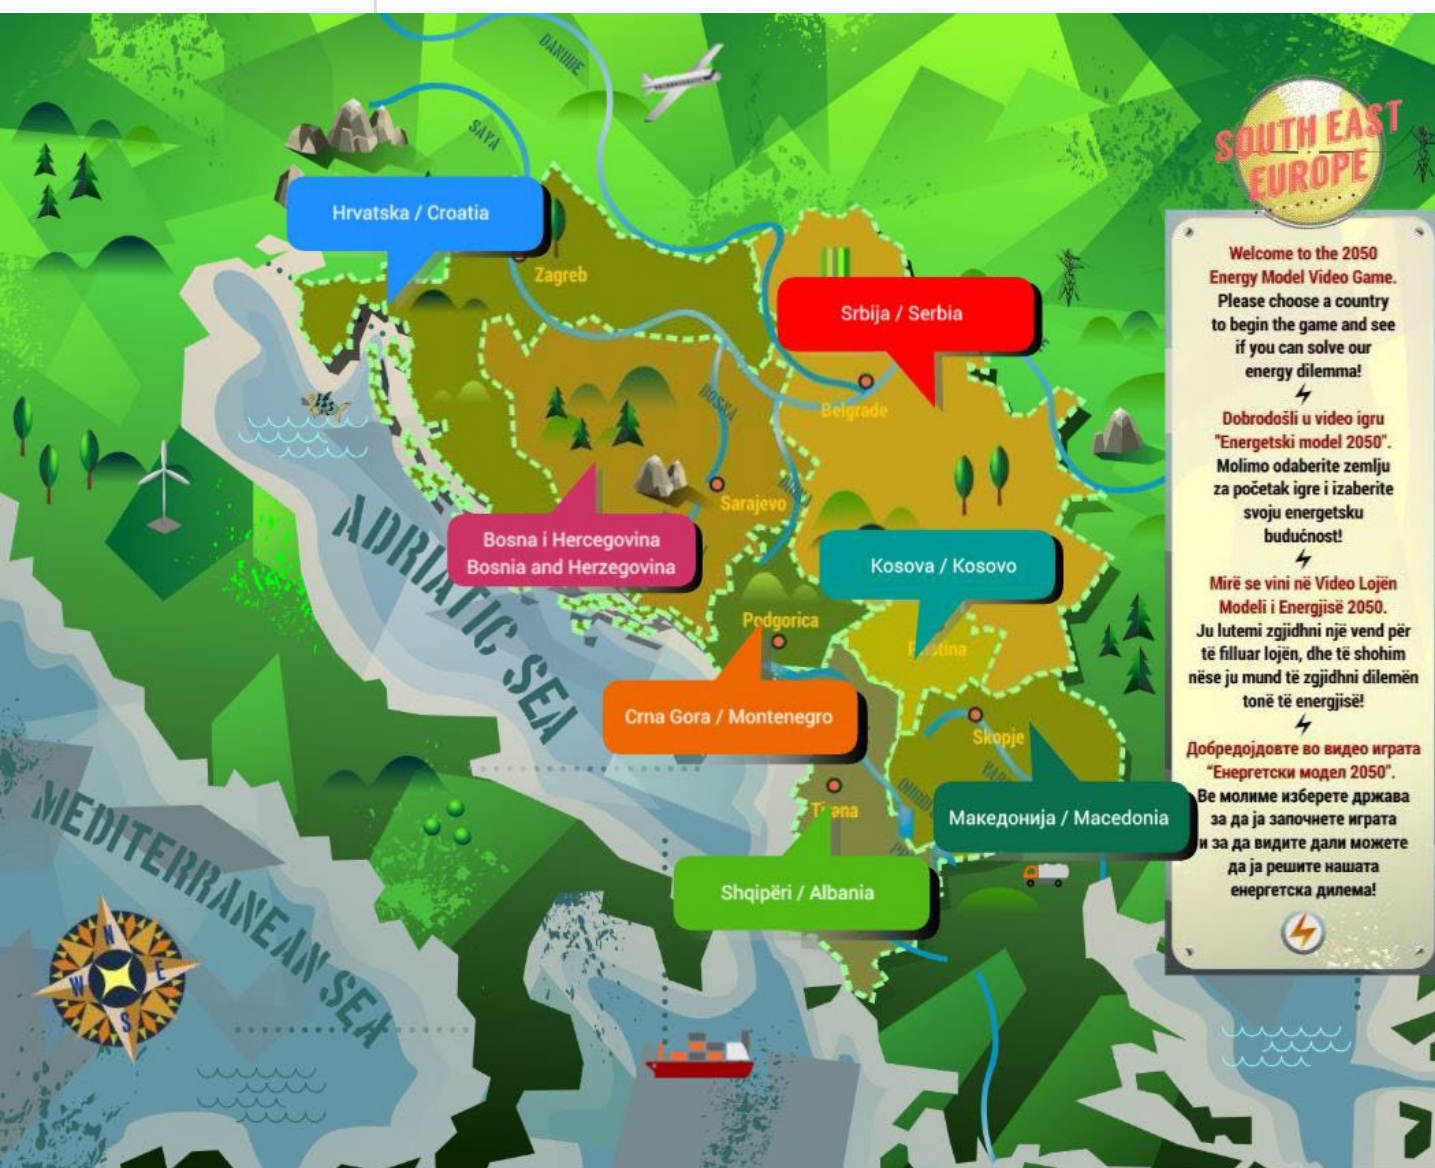 DANUBE
SAVA
SOUTH EAST
EUROPE
Hrvatska / Croatia
Zagreb
Srbija / Serbia
Belgrade
BOSNA
Sarajevo
ADRIATIC SEA
Bosna i Hercegovina
Bosnia and Herzegovina
Kosova / Kosovo
Podgorica
Crna Gora / Montenegro
Skopje
Tirana
Македонија / Macedonia
Shqipëri / Albania
MEDITERRANEAN SEA
N
E
S
W
Welcome to the 2050
Energy Model Video Game.
Please choose a country
to begin the game and see
if you can solve our
energy dilemma!
Dobrodošli u video igru
"Energetski model 2050".
Molimo odaberite zemlju
za početak igre i izaberite
svoju energetsku
budućnost!
Mirë se vini në Video Lojën
Modeli i Energjisë 2050.
Ju lutemi zgjidhni një vend për
të filluar lojën, dhe të shohim
nëse ju mund të zgjidhni dilemën
tonë të energjisë!
Добредојдовте во видео играта
“Енергетски модел 2050”.
Ве молиме изберете држава
за да ја започнете играта
и за да видите дали можете
да ја решите нашата
енергетска дилема!